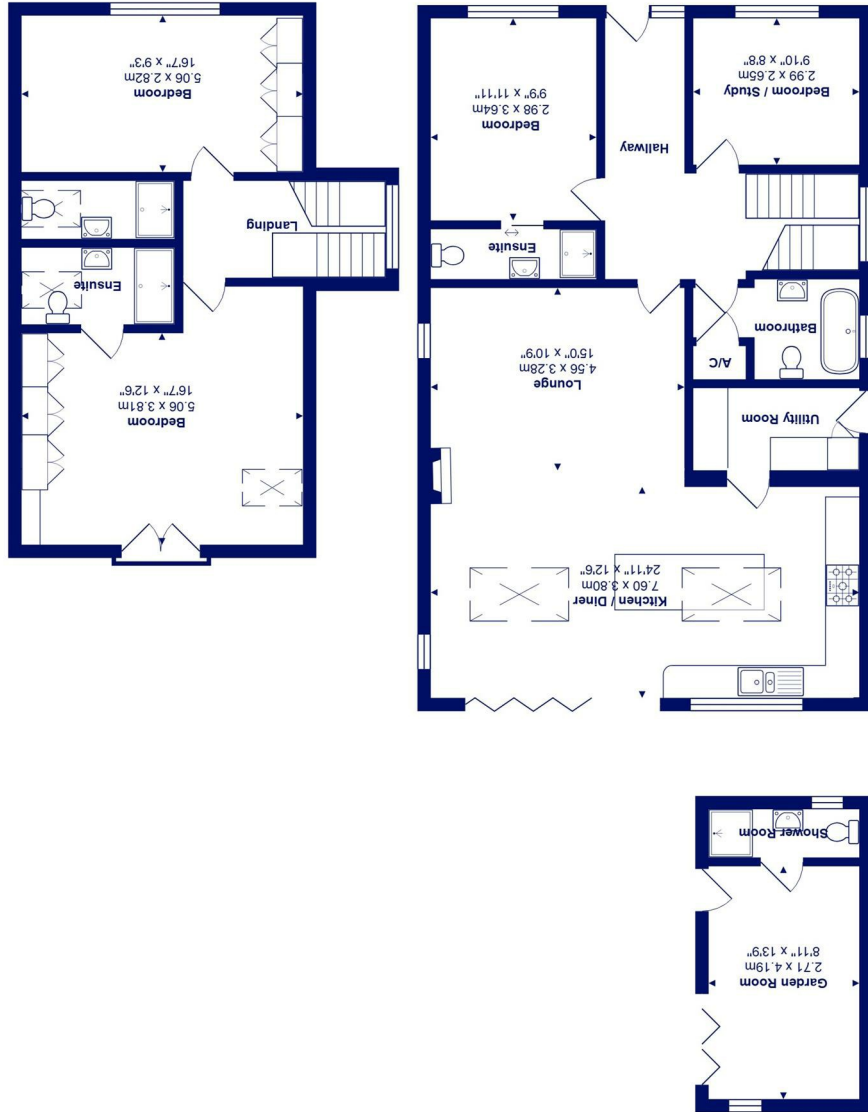 Garden Room
2.71 x 4.19m
8'11" x 13'9"
Shower Room
Kitchen / Diner
7.60 x 3.80m
24'11" x 12'6"
Utility Room
Lounge
4.56 x 3.28m
15'0" x 10'9"
A/C
Bathroom
Ensuite
Hallway
Bedroom / Study
2.99 x 2.65m
9'10" x 8'8"
Bedroom
2.98 x 3.64m
9'9" x 11'11"
Bedroom
5.06 x 3.81m
16'7" x 12'6"
Ensuite
Landing
Bedroom
5.06 x 2.82m
16'7" x 9'3"